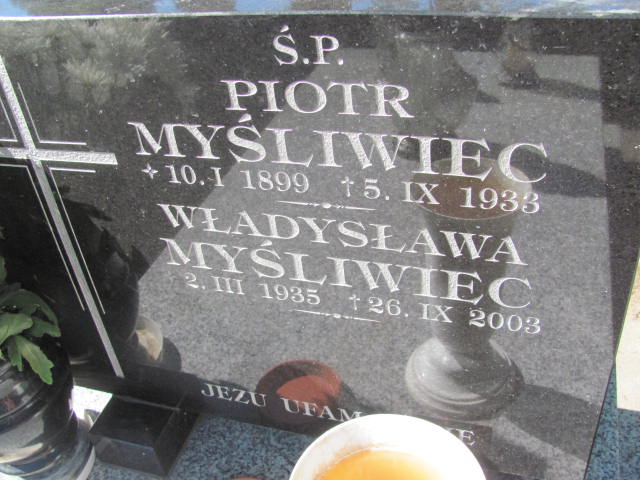 Ś.P.
PIOTR
MYŚLIWIEC
* 10. I 1899 † 5. IX 1933
WŁADYSŁAWA
MYŚLIWIEC
2. III 1935 † 26. IX 2003
JEZU UFAM